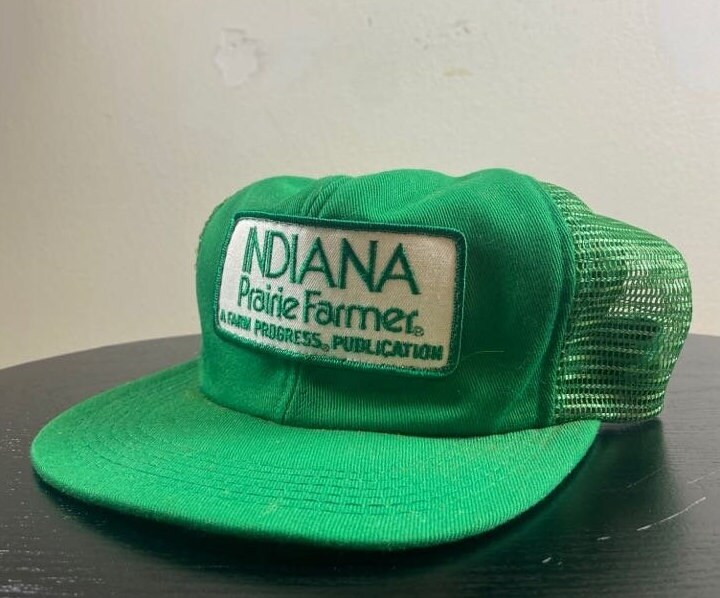 INDIANA
Prairie Farmer®
A FARM PROGRESS® PUBLICATION